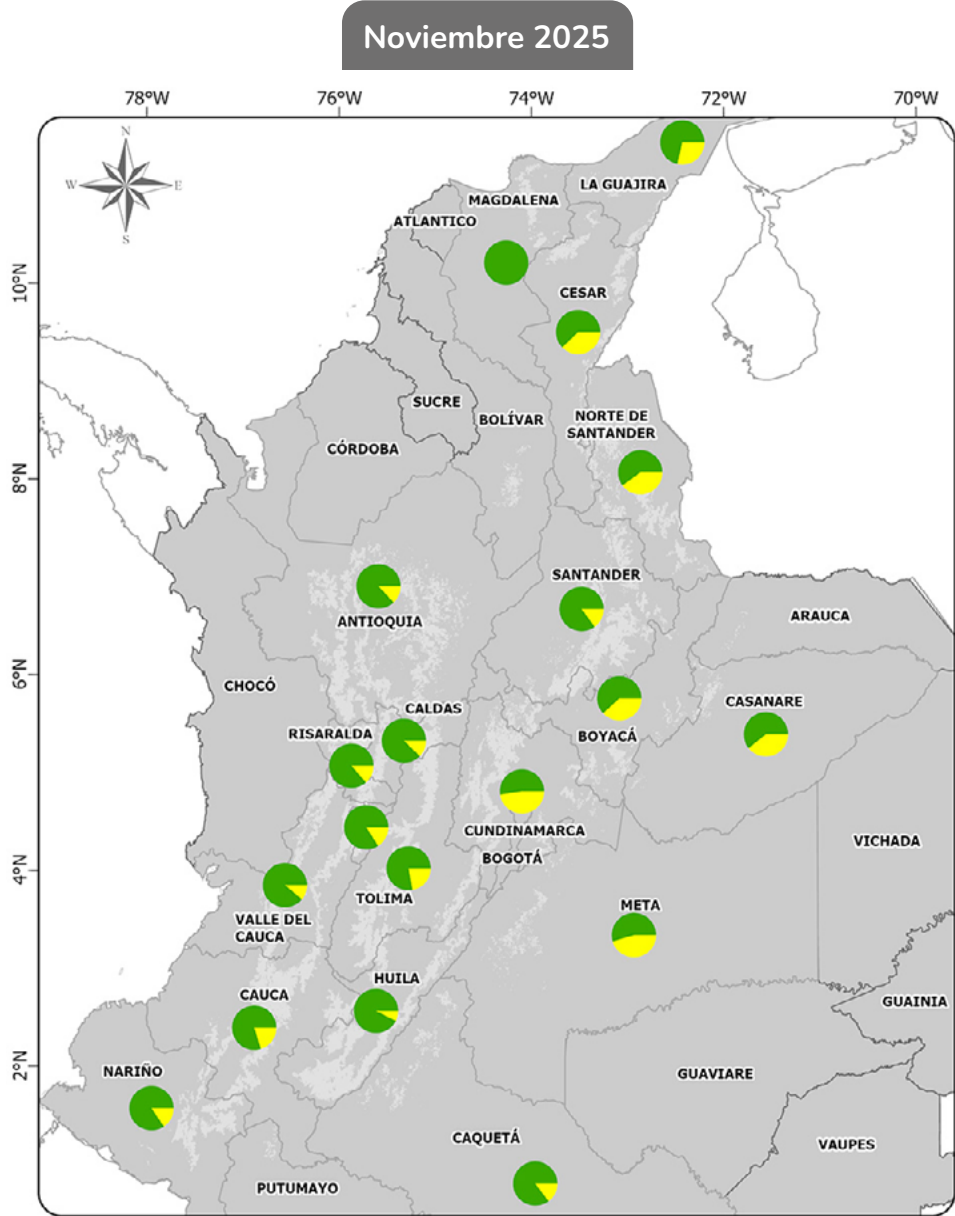 Noviembre 2025
78°W
76°W
74°W
72°W
70°W
N
W
E
S
LA GUAJIRA
MAGDALENA
ATLANTICO
10°N
CESAR
SUCRE
BOLÍVAR
NORTE DE
SANTANDER
CÓRDOBA
8°N
SANTANDER
ANTIOQUIA
ARAUCA
6°N
CHOCÓ
CASANARE
CALDAS
RISARALDA
BOYACÁ
CUNDINAMARCA
VICHADA
BOGOTÁ
4°N
TOLIMA
META
VALLE DEL
CAUCA
HUILA
CAUCA
GUAINIA
2°N
NARIÑO
GUAVIARE
CAQUETÁ
VAUPES
PUTUMAYO